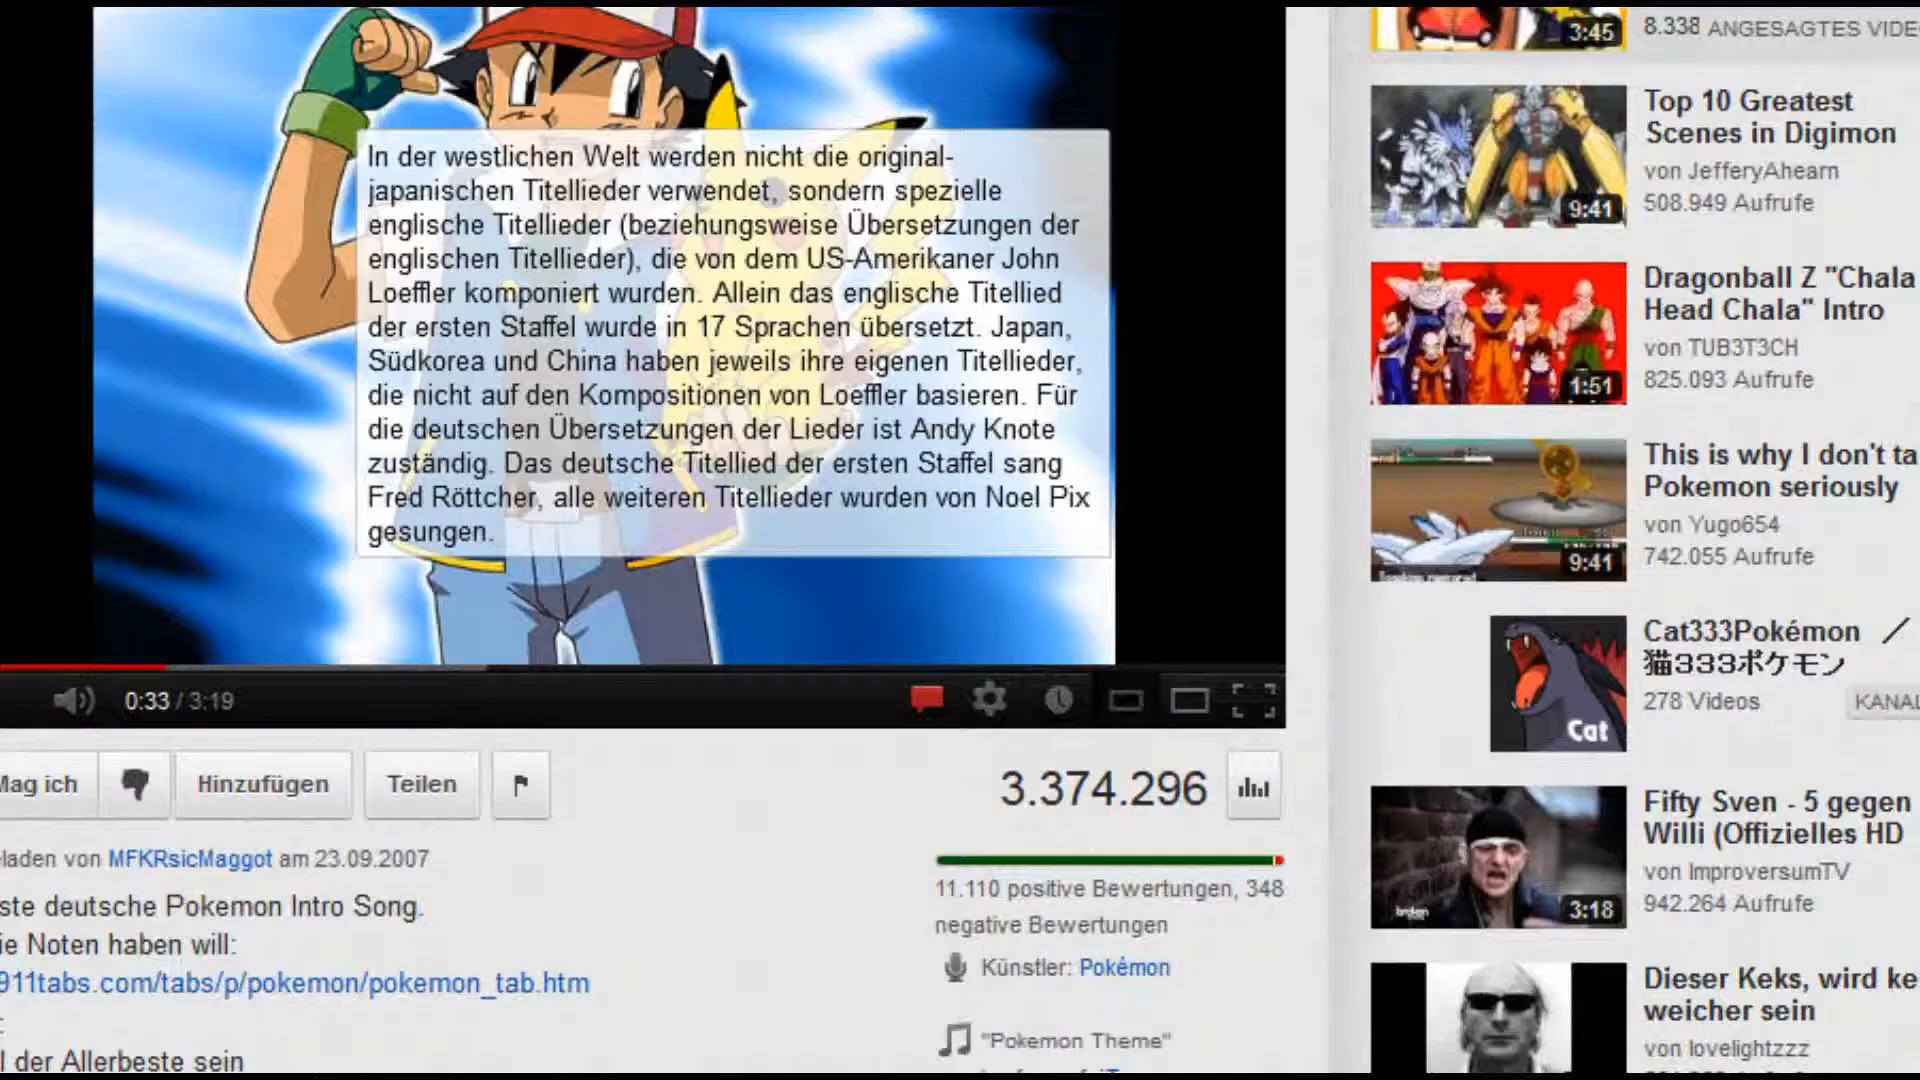 In der westlichen Welt werden nicht die original-
japanischen Titellieder verwendet, sondern spezielle
englische Titellieder (beziehungsweise Übersetzungen der
englischen Titellieder), die von dem US-Amerikaner John
Loeffler komponiert wurden. Allein das englische Titellied
der ersten Staffel wurde in 17 Sprachen übersetzt. Japan,
Südkorea und China haben jeweils ihre eigenen Titellieder,
die nicht auf den Kompositionen von Loeffler basieren. Für
die deutschen Übersetzungen der Lieder ist Andy Knote
zuständig. Das deutsche Titellied der ersten Staffel sang
Fred Röttcher, alle weiteren Titellieder wurden von Noel Pix
gesungen.
0:33 / 3:19
Mag ich
Hinzufügen
Teilen
3.374.296
laden von MFKRsicMaggot am 23.09.2007
ste deutsche Pokemon Intro Song.
ie Noten haben will:
911tabs.com/tabs/p/pokemon/pokemon_tab.htm
:
l der Allerbeste sein
11.110 positive Bewertungen, 348
negative Bewertungen
Künstler: Pokémon
"Pokemon Theme"
3:45
8.338 ANGESAGTES VIDE
Top 10 Greatest
Scenes in Digimon
von JefferyAhearn
508.949 Aufrufe
9:41
Dragonball Z "Chala
Head Chala" Intro
von TUB3T3CH
825.093 Aufrufe
1:51
This is why I don't ta
Pokemon seriously
von Yugo654
742.055 Aufrufe
9:41
Cat333Pokémon ／
猫333ポケモン
278 Videos
KANAL
Cat
Fifty Sven - 5 gegen
Willi (Offizielles HD
von ImproversumTV
942.264 Aufrufe
broken
3:18
Dieser Keks, wird ke
weicher sein
von lovelightzzz